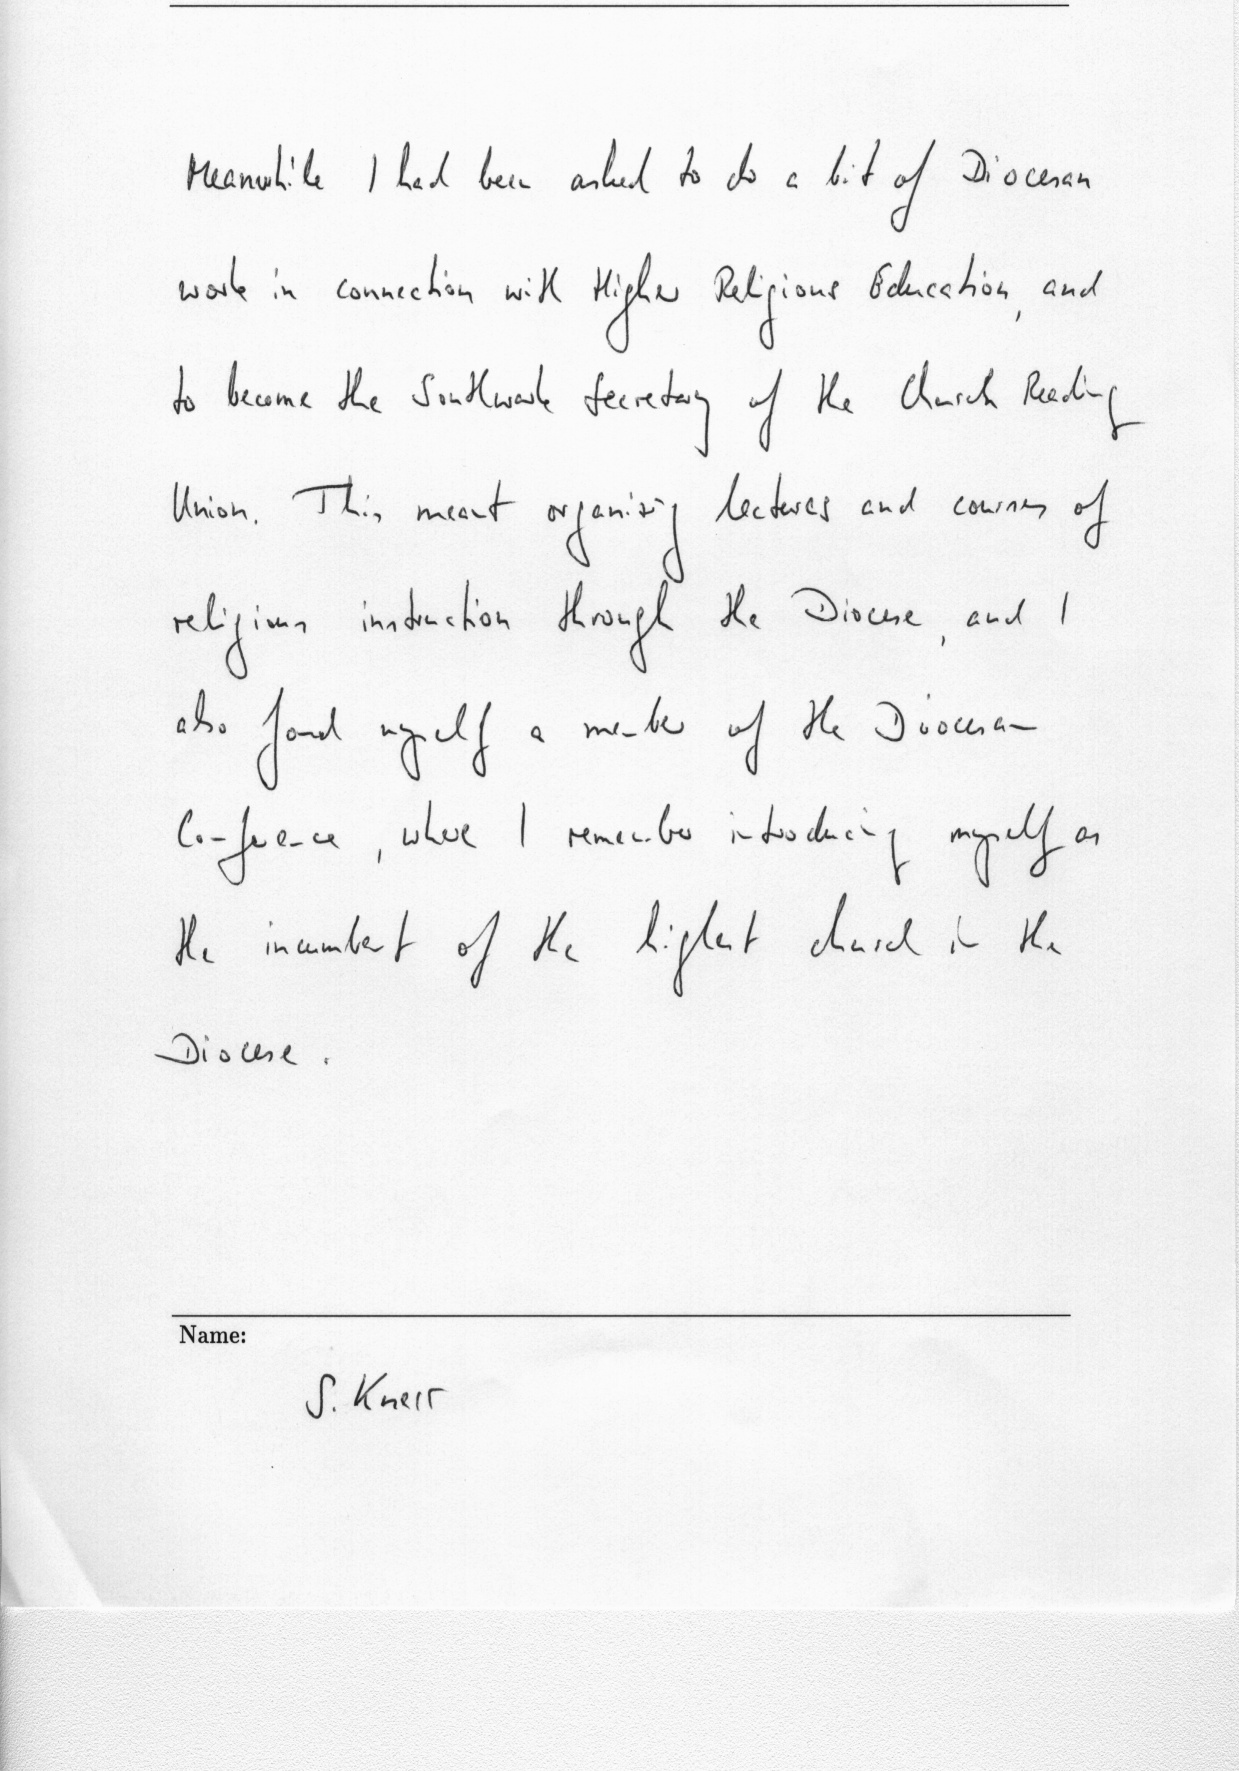 Meanwhile I had been asked to do a bit of Diocesan
work in connection with Higher Religious Education, and
to become the Southwark Secretary of the Church Reading
Union. This meant organising lectures and courses of
religious instruction through the Diocese, and I
also found myself a member of the Diocesan
Conference, where I remember introducing myself as
the incumbent of the highest church in the
Diocese.
Name:
S. Knerr